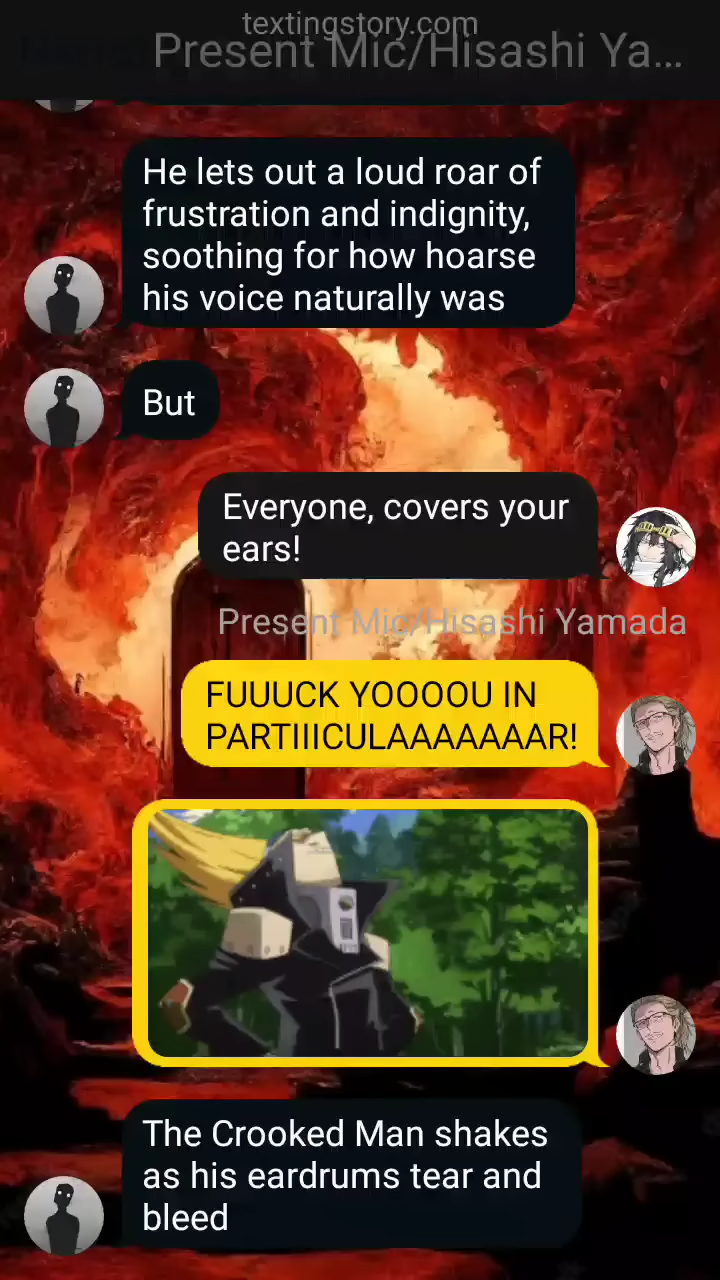 textingstory.com
Present Mic/Hisashi Ya...
He lets out a loud roar of
frustration and indignity,
soothing for how hoarse
his voice naturally was
But
Everyone, covers your
ears!
Present Mic/Hisashi Yamada
FUUUCK YOOOOU IN
PARTIIICULAAAAAAAR!
The Crooked Man shakes
as his eardrums tear and
bleed